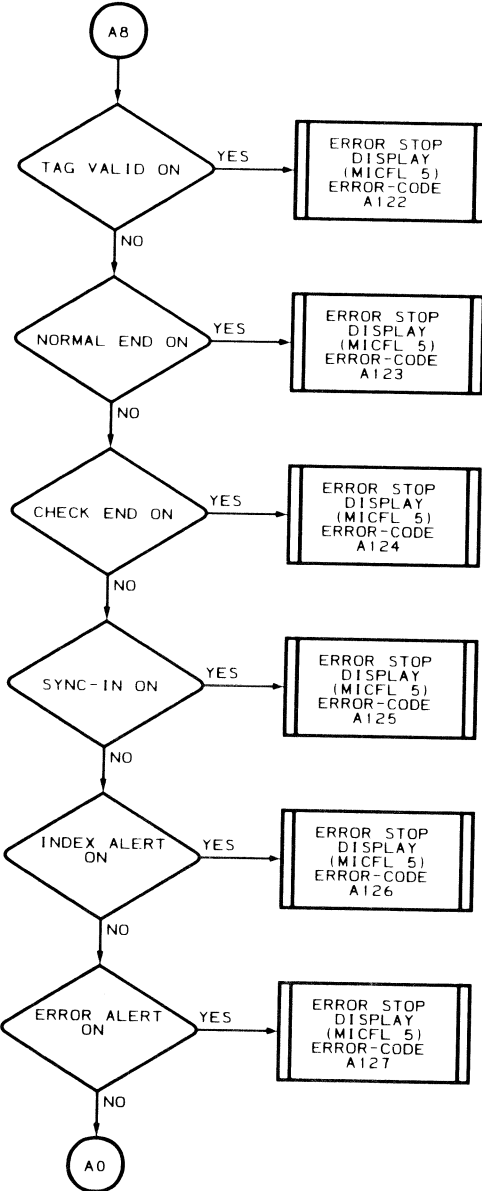 A8
TAG VALID ON
YES
ERROR STOP
DISPLAY
(MICFL 5)
ERROR-CODE
A122
NO
NORMAL END ON
YES
ERROR STOP
DISPLAY
(MICFL 5)
ERROR-CODE
A123
NO
CHECK END ON
YES
ERROR STOP
DISPLAY
(MICFL 5)
ERROR-CODE
A124
NO
SYNC-IN ON
YES
ERROR STOP
DISPLAY
(MICFL 5)
ERROR-CODE
A125
NO
INDEX ALERT
ON
YES
ERROR STOP
DISPLAY
(MICFL 5)
ERROR-CODE
A126
NO
ERROR ALERT
ON
YES
ERROR STOP
DISPLAY
(MICFL 5)
ERROR-CODE
A127
NO
A0